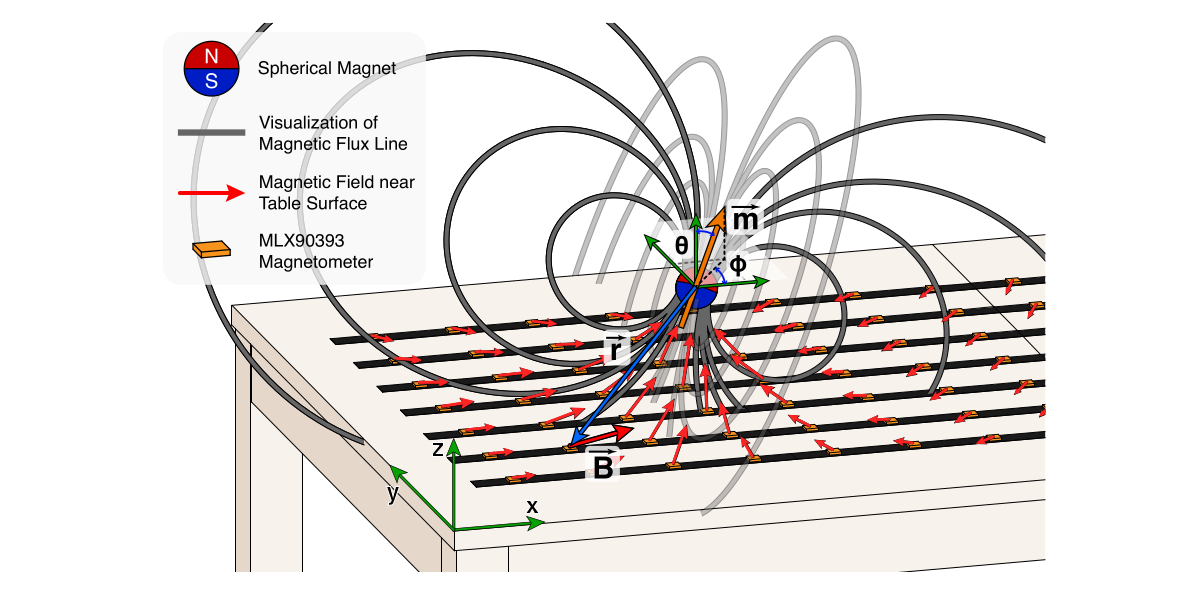 N
S
Spherical Magnet
Visualization of
Magnetic Flux Line
Magnetic Field near
Table Surface
MLX90393
Magnetometer
m
θ
ϕ
r
B
z
y
x